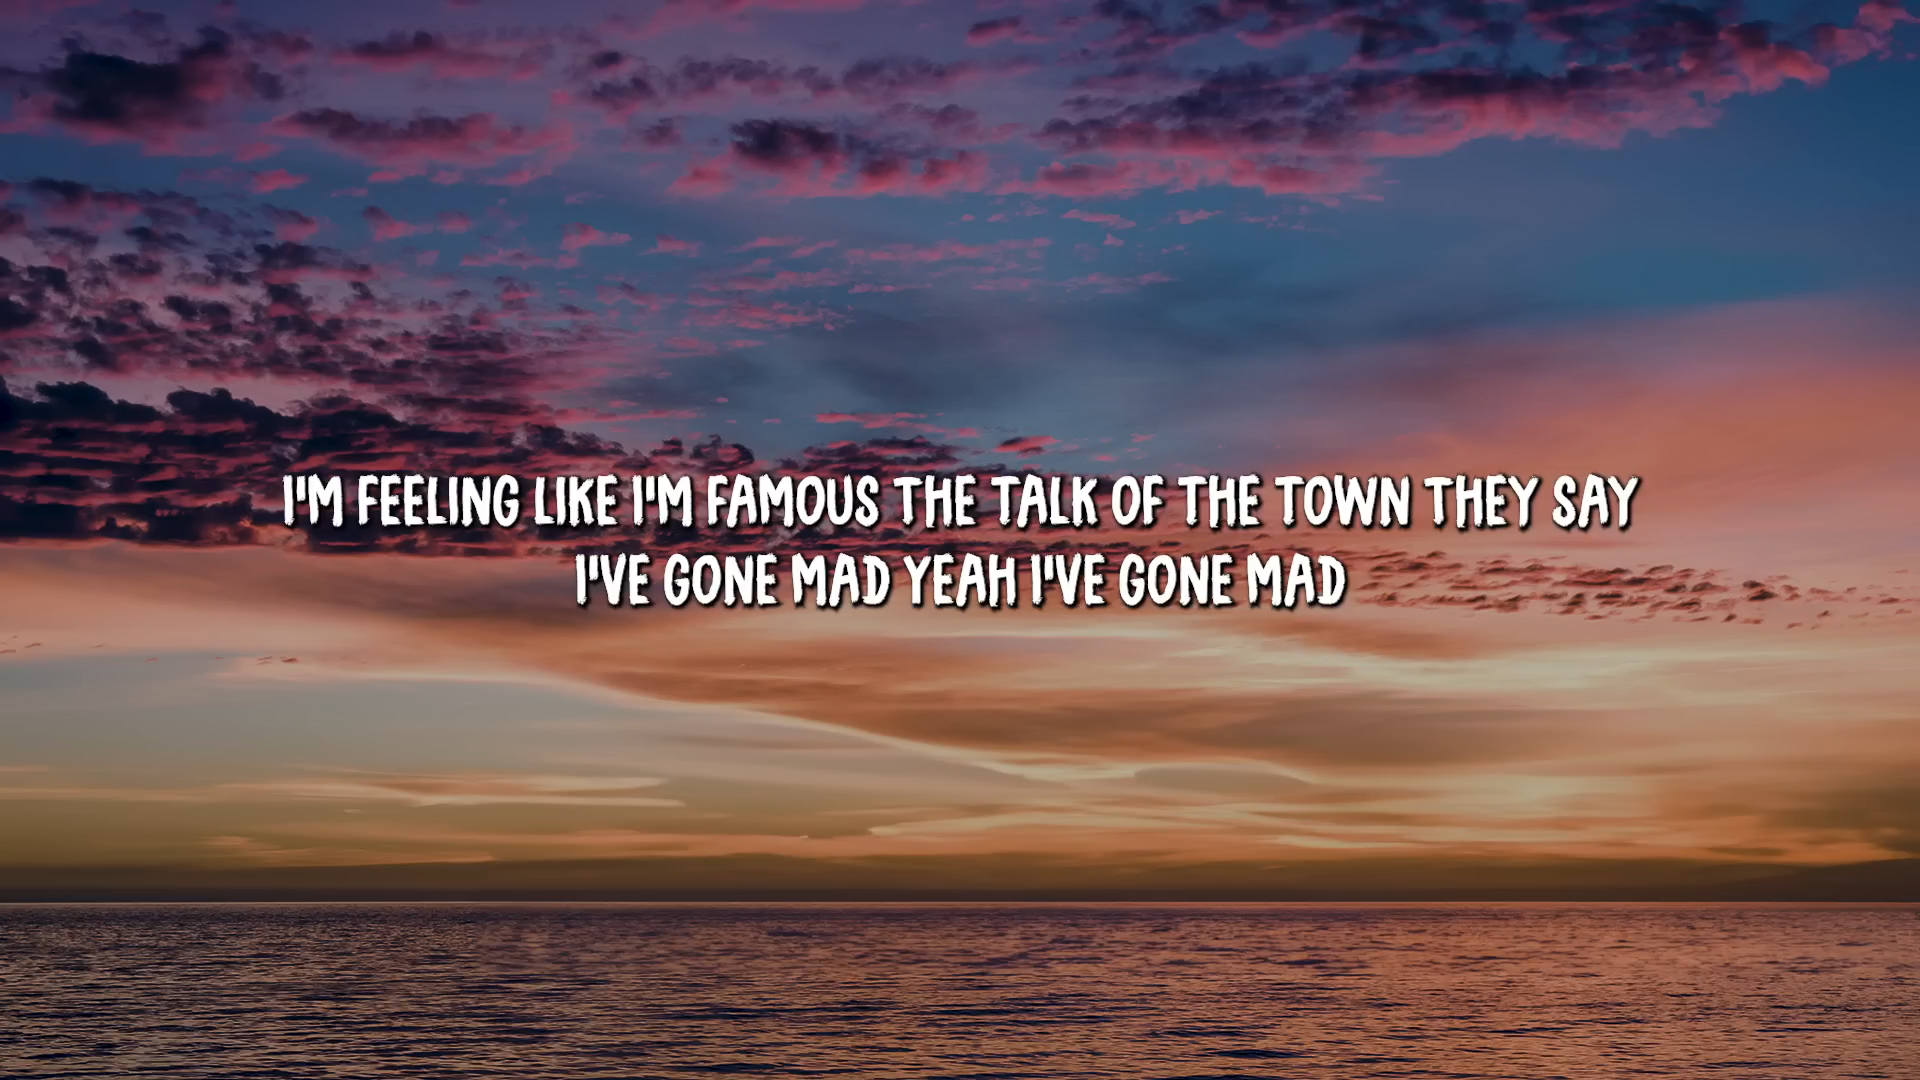 I'M FEELING LIKE I'M FAMOUS THE TALK OF THE TOWN THEY SAY
I'VE GONE MAD YEAH I'VE GONE MAD